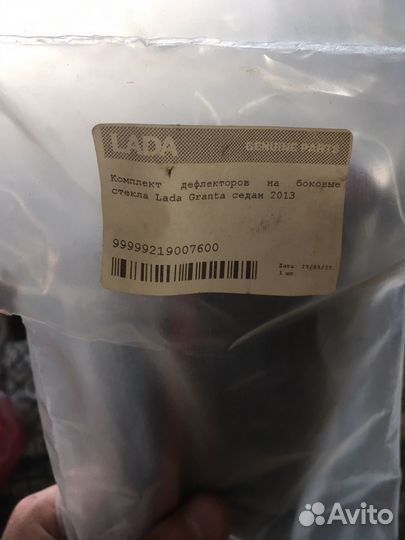 LADA GENUINE PARTS
Комплект дефлекторов на боковые
стекла Lada Granta седан 2013
99999219007600
1 шт.
Avito